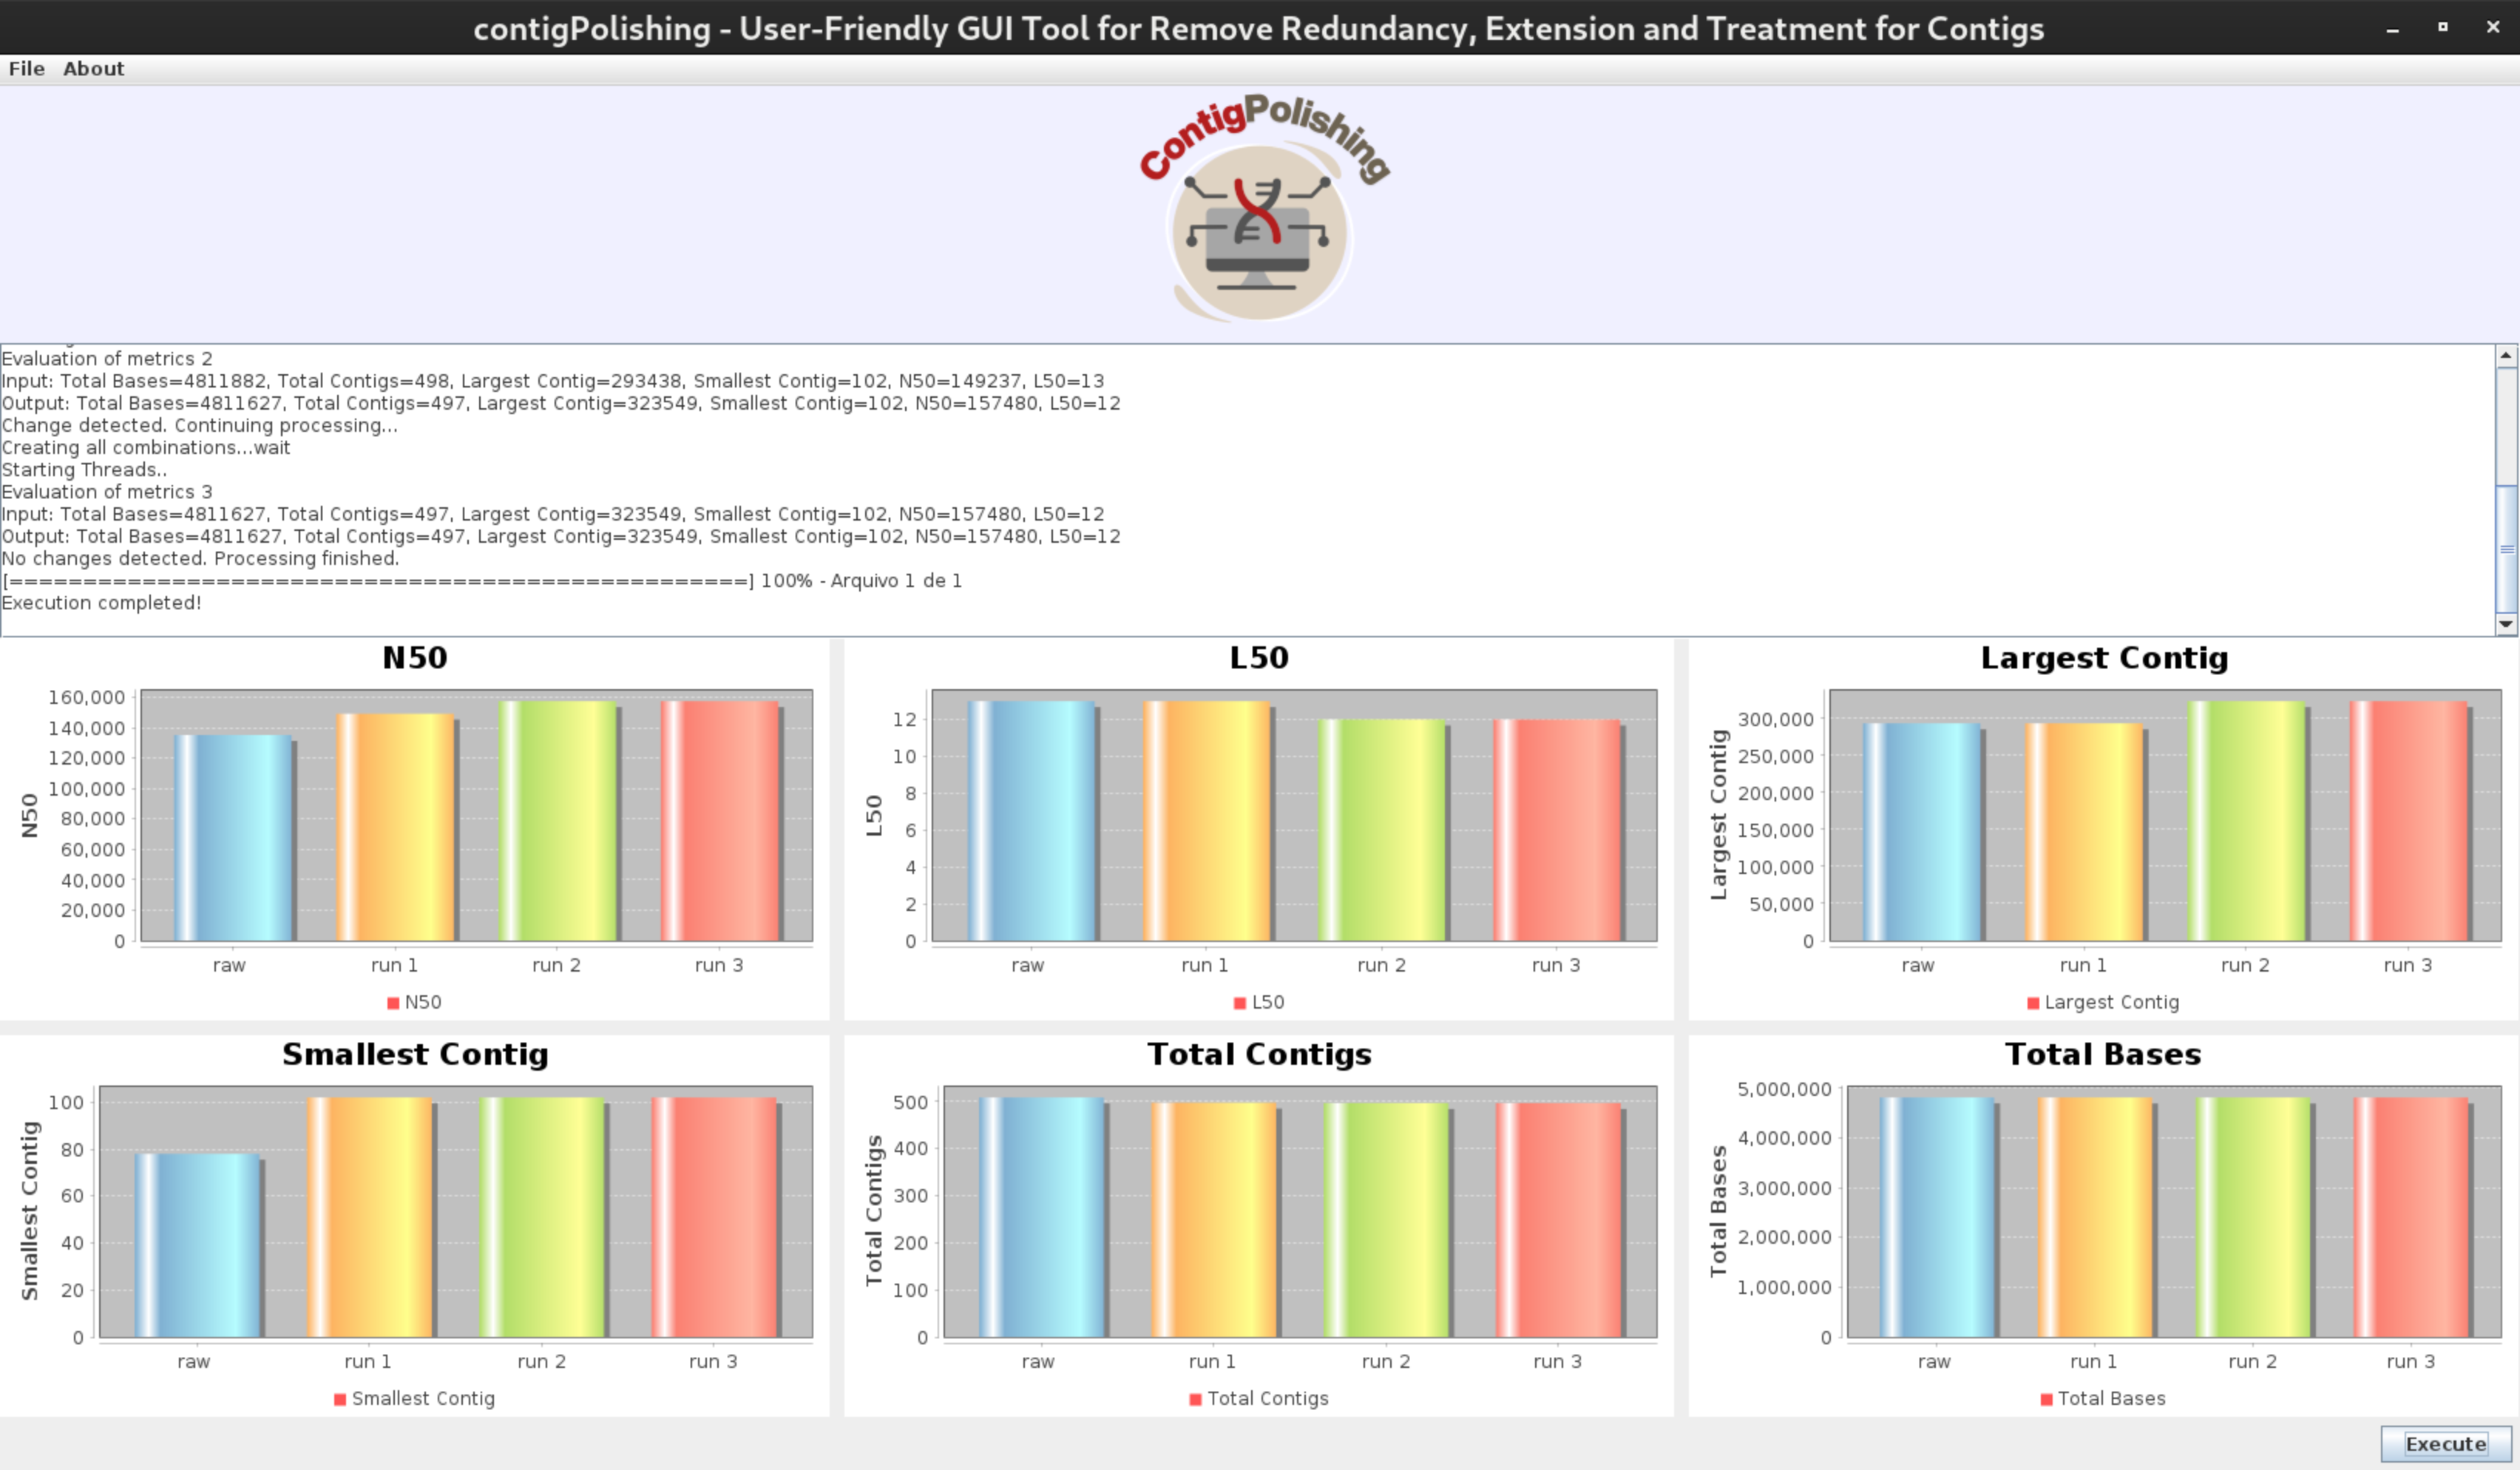 contigPolishing - User-Friendly GUI Tool for Remove Redundancy, Extension and Treatment for Contigs
File About
ContigPolishing
Evaluation of metrics 2
Input: Total Bases=4811882, Total Contigs=498, Largest Contig=293438, Smallest Contig=102, N50=149237, L50=13
Output: Total Bases=4811627, Total Contigs=497, Largest Contig=323549, Smallest Contig=102, N50=157480, L50=12
Change detected. Continuing processing...
Creating all combinations...wait
Starting Threads..
Evaluation of metrics 3
Input: Total Bases=4811627, Total Contigs=497, Largest Contig=323549, Smallest Contig=102, N50=157480, L50=12
Output: Total Bases=4811627, Total Contigs=497, Largest Contig=323549, Smallest Contig=102, N50=157480, L50=12
No changes detected. Processing finished.
[==================================================] 100% - Arquivo 1 de 1
Execution completed!
N50
N50
160,000
140,000
120,000
100,000
80,000
60,000
40,000
20,000
0
raw run 1 run 2 run 3
N50
L50
L50
12
10
8
6
4
2
0
raw run 1 run 2 run 3
L50
Largest Contig
Largest Contig
300,000
250,000
200,000
150,000
100,000
50,000
0
raw run 1 run 2 run 3
Largest Contig
Smallest Contig
Smallest Contig
100
80
60
40
20
0
raw run 1 run 2 run 3
Smallest Contig
Total Contigs
Total Contigs
500
400
300
200
100
0
raw run 1 run 2 run 3
Total Contigs
Total Bases
Total Bases
5,000,000
4,000,000
3,000,000
2,000,000
1,000,000
0
raw run 1 run 2 run 3
Total Bases
Execute